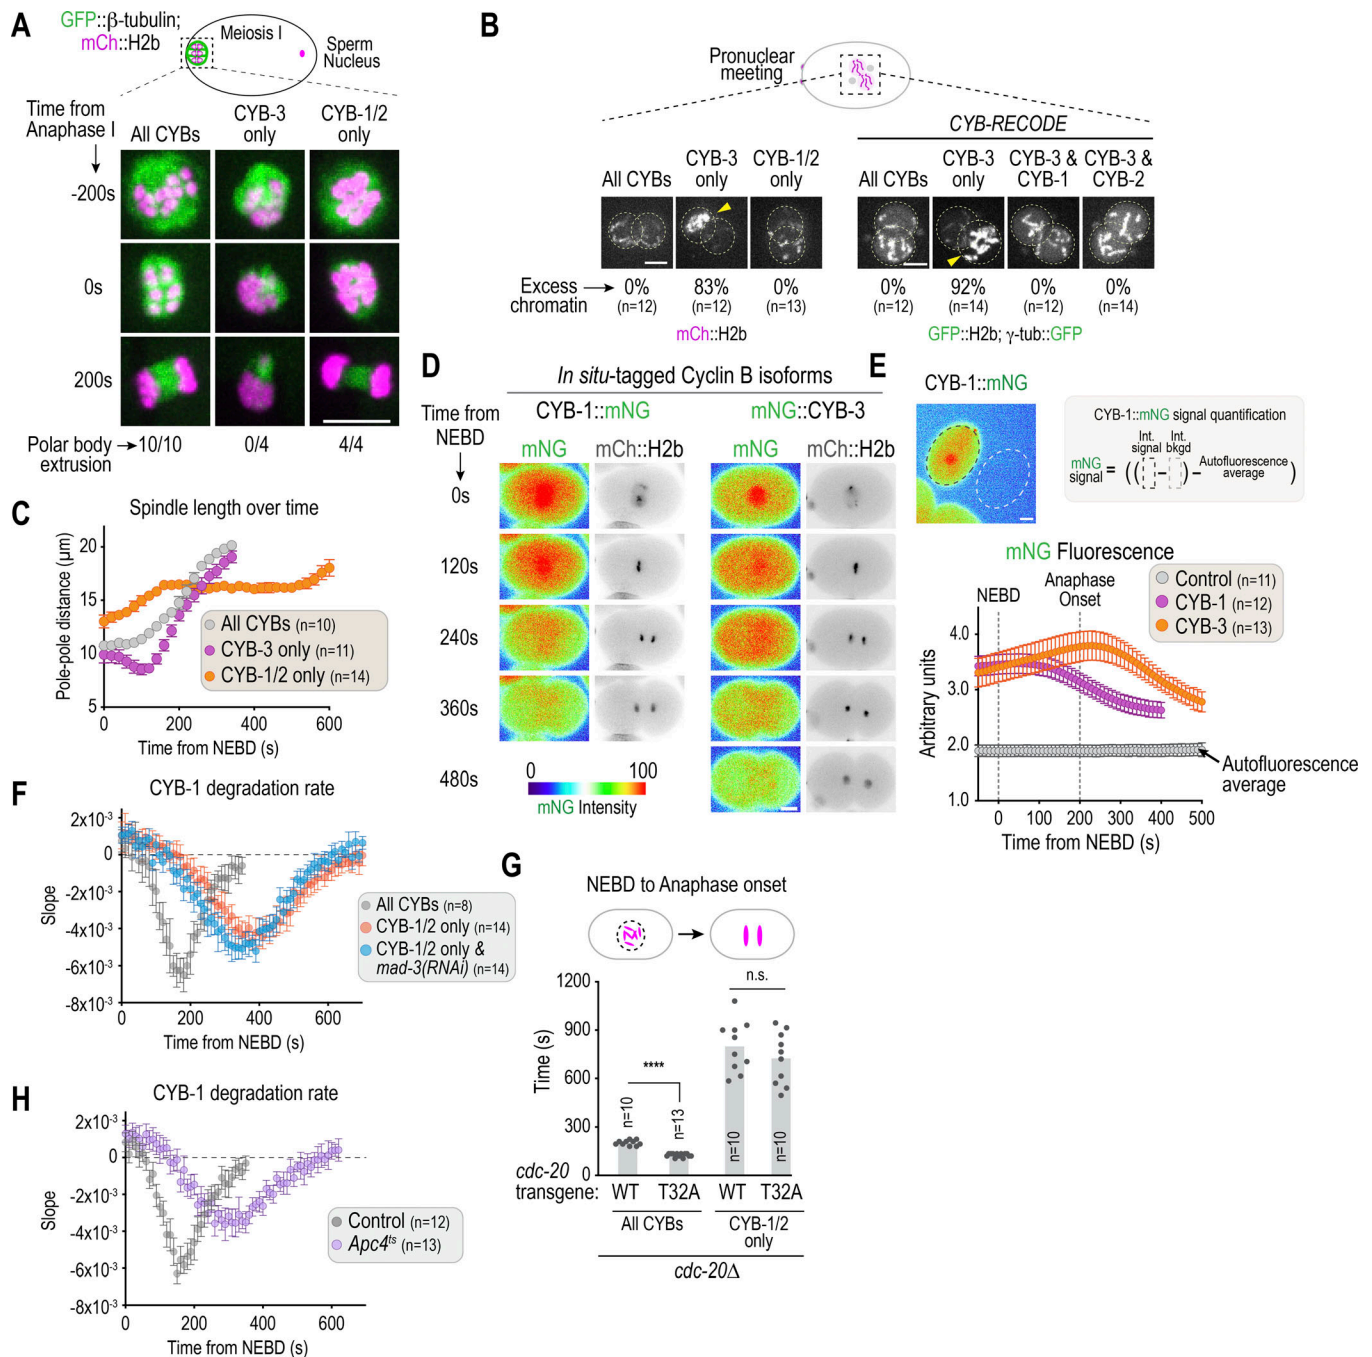 A
GFP::β-tubulin;
mCh::H2b
Meiosis I
Sperm
Nucleus
Time from
Anaphase I
All CYBs
CYB-3
only
CYB-1/2
only
-200s
0s
200s
Polar body
extrusion
10/10
0/4
4/4
B
Pronuclear
meeting
CYB-RECODE
All CYBs
CYB-3
only
CYB-1/2
only
All CYBs
CYB-3
only
CYB-3 &
CYB-1
CYB-3 &
CYB-2
Excess
chromatin
0%
(n=12)
83%
(n=12)
0%
(n=13)
0%
(n=12)
92%
(n=14)
0%
(n=12)
0%
(n=14)
mCh::H2b
GFP::H2b; γ-tub::GFP
C
Spindle length over time
Pole-pole distance (µm)
20
15
10
5
0
200
400
600
Time from NEBD (s)
All CYBs (n=10)
CYB-3 only (n=11)
CYB-1/2 only (n=14)
D
In situ-tagged Cyclin B isoforms
Time from
NEBD
CYB-1::mNG
mNG::CYB-3
mNG
mCh::H2b
mNG
mCh::H2b
0s
120s
240s
360s
480s
0
100
mNG Intensity
E
CYB-1::mNG
CYB-1::mNG signal quantification
mNG
signal
=
((
Int.
signal
–
Int.
bkgd
) –
Autofluorescence
average
)
mNG Fluorescence
NEBD
Anaphase
Onset
Control (n=11)
CYB-1 (n=12)
CYB-3 (n=13)
Arbitrary units
4.0
3.0
2.0
1.0
0
100
200
300
400
500
Time from NEBD (s)
Autofluorescence
average
F
CYB-1 degradation rate
Slope
2x10⁻³
0
-2x10⁻³
-4x10⁻³
-6x10⁻³
-8x10⁻³
0
200
400
600
Time from NEBD (s)
All CYBs (n=8)
CYB-1/2 only (n=14)
CYB-1/2 only &
mad-3(RNAi) (n=14)
G
NEBD to Anaphase onset
Time (s)
1200
900
600
300
0
****
n.s.
n=10
n=13
n=10
n=10
cdc-20
transgene:
WT
T32A
WT
T32A
All CYBs
CYB-1/2
only
cdc-20Δ
H
CYB-1 degradation rate
Slope
2x10⁻³
0
-2x10⁻³
-4x10⁻³
-6x10⁻³
-8x10⁻³
0
200
400
600
Time from NEBD (s)
Control (n=12)
Apc4ᵗˢ (n=13)